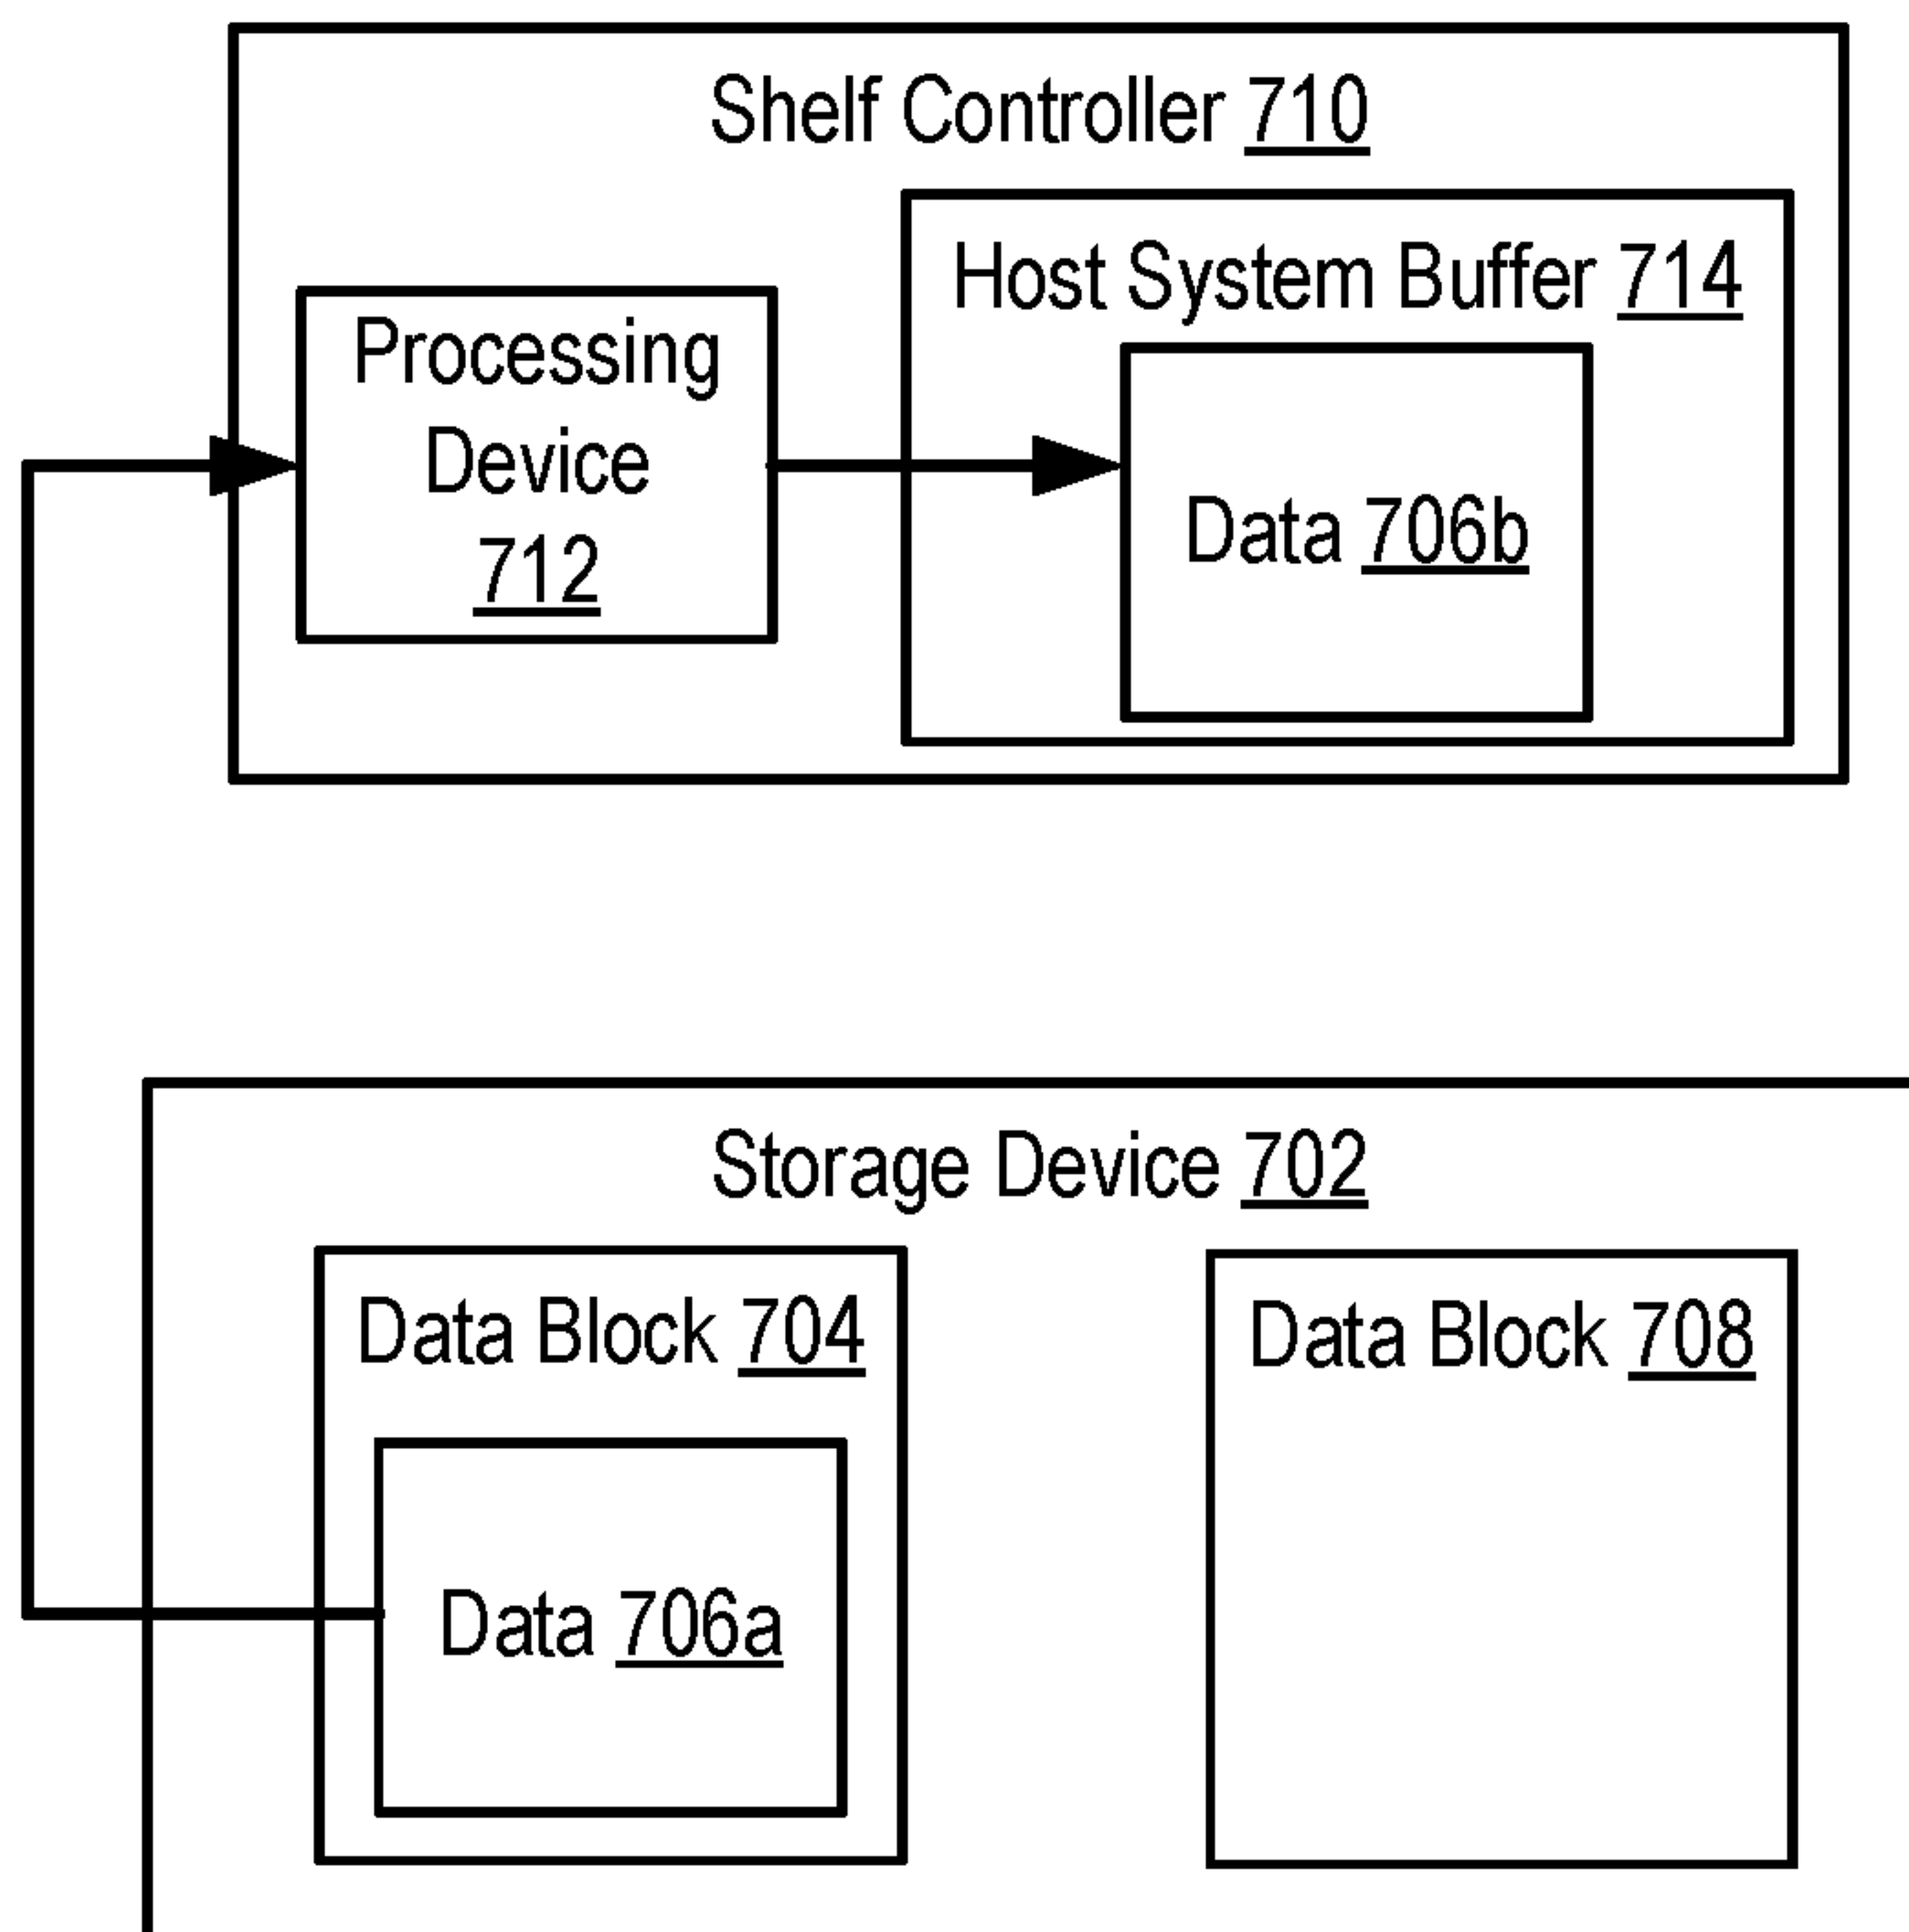 Shelf Controller 710
Host System Buffer 714
Processing
Device
712
Data 706b
Storage Device 702
Data Block 704
Data Block 708
Data 706a